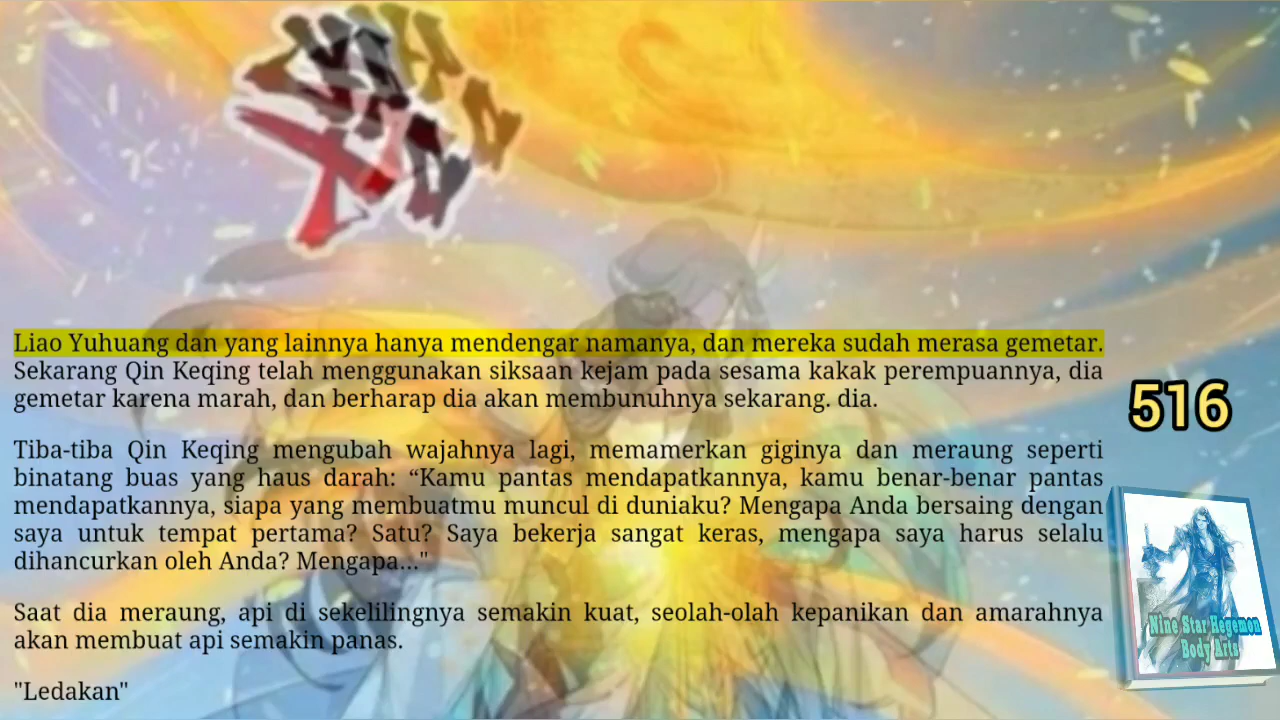 Liao Yuhuang dan yang lainnya hanya mendengar namanya, dan mereka sudah merasa gemetar.
Sekarang Qin Keqing telah menggunakan siksaan kejam pada sesama kakak perempuannya, dia
gemetar karena marah, dan berharap dia akan membunuhnya sekarang. dia.
Tiba-tiba Qin Keqing mengubah wajahnya lagi, memamerkan giginya dan meraung seperti
binatang buas yang haus darah: “Kamu pantas mendapatkannya, kamu benar-benar pantas
mendapatkannya, siapa yang membuatmu muncul di duniaku? Mengapa Anda bersaing dengan
saya untuk tempat pertama? Satu? Saya bekerja sangat keras, mengapa saya harus selalu
dihancurkan oleh Anda? Mengapa..."
Saat dia meraung, api di sekelilingnya semakin kuat, seolah-olah kepanikan dan amarahnya
akan membuat api semakin panas.
"Ledakan"
516
Nine Star Hegemon
Body Arts